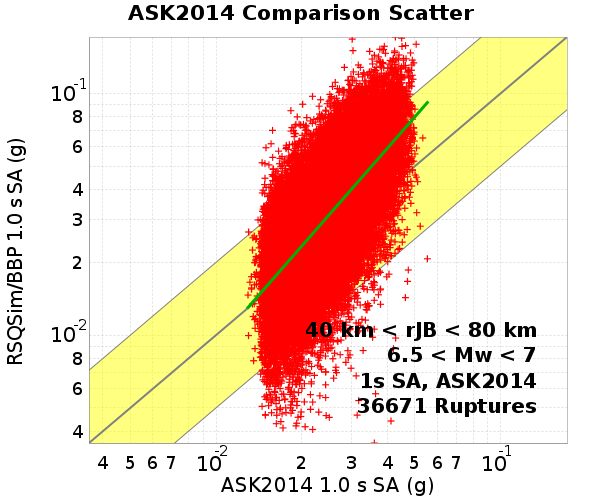 ASK2014 Comparison Scatter
RSQSim/BBP 1.0 s SA (g)
10⁻¹
8
6
4
3
2
10⁻²
8
6
4
40 km < rJB < 80 km
6.5 < Mw < 7
1s SA, ASK2014
36671 Ruptures
4 5 6 7 10⁻² 2 3 4 5 6 7 10⁻¹
ASK2014 1.0 s SA (g)